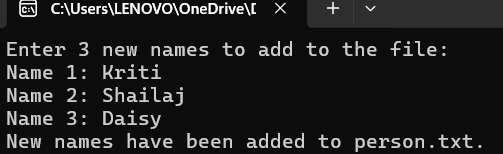 C:\Users\LENOVO\OneDrive\D
Enter 3 new names to add to the file:
Name 1: Kriti
Name 2: Shailaj
Name 3: Daisy
New names have been added to person.txt.